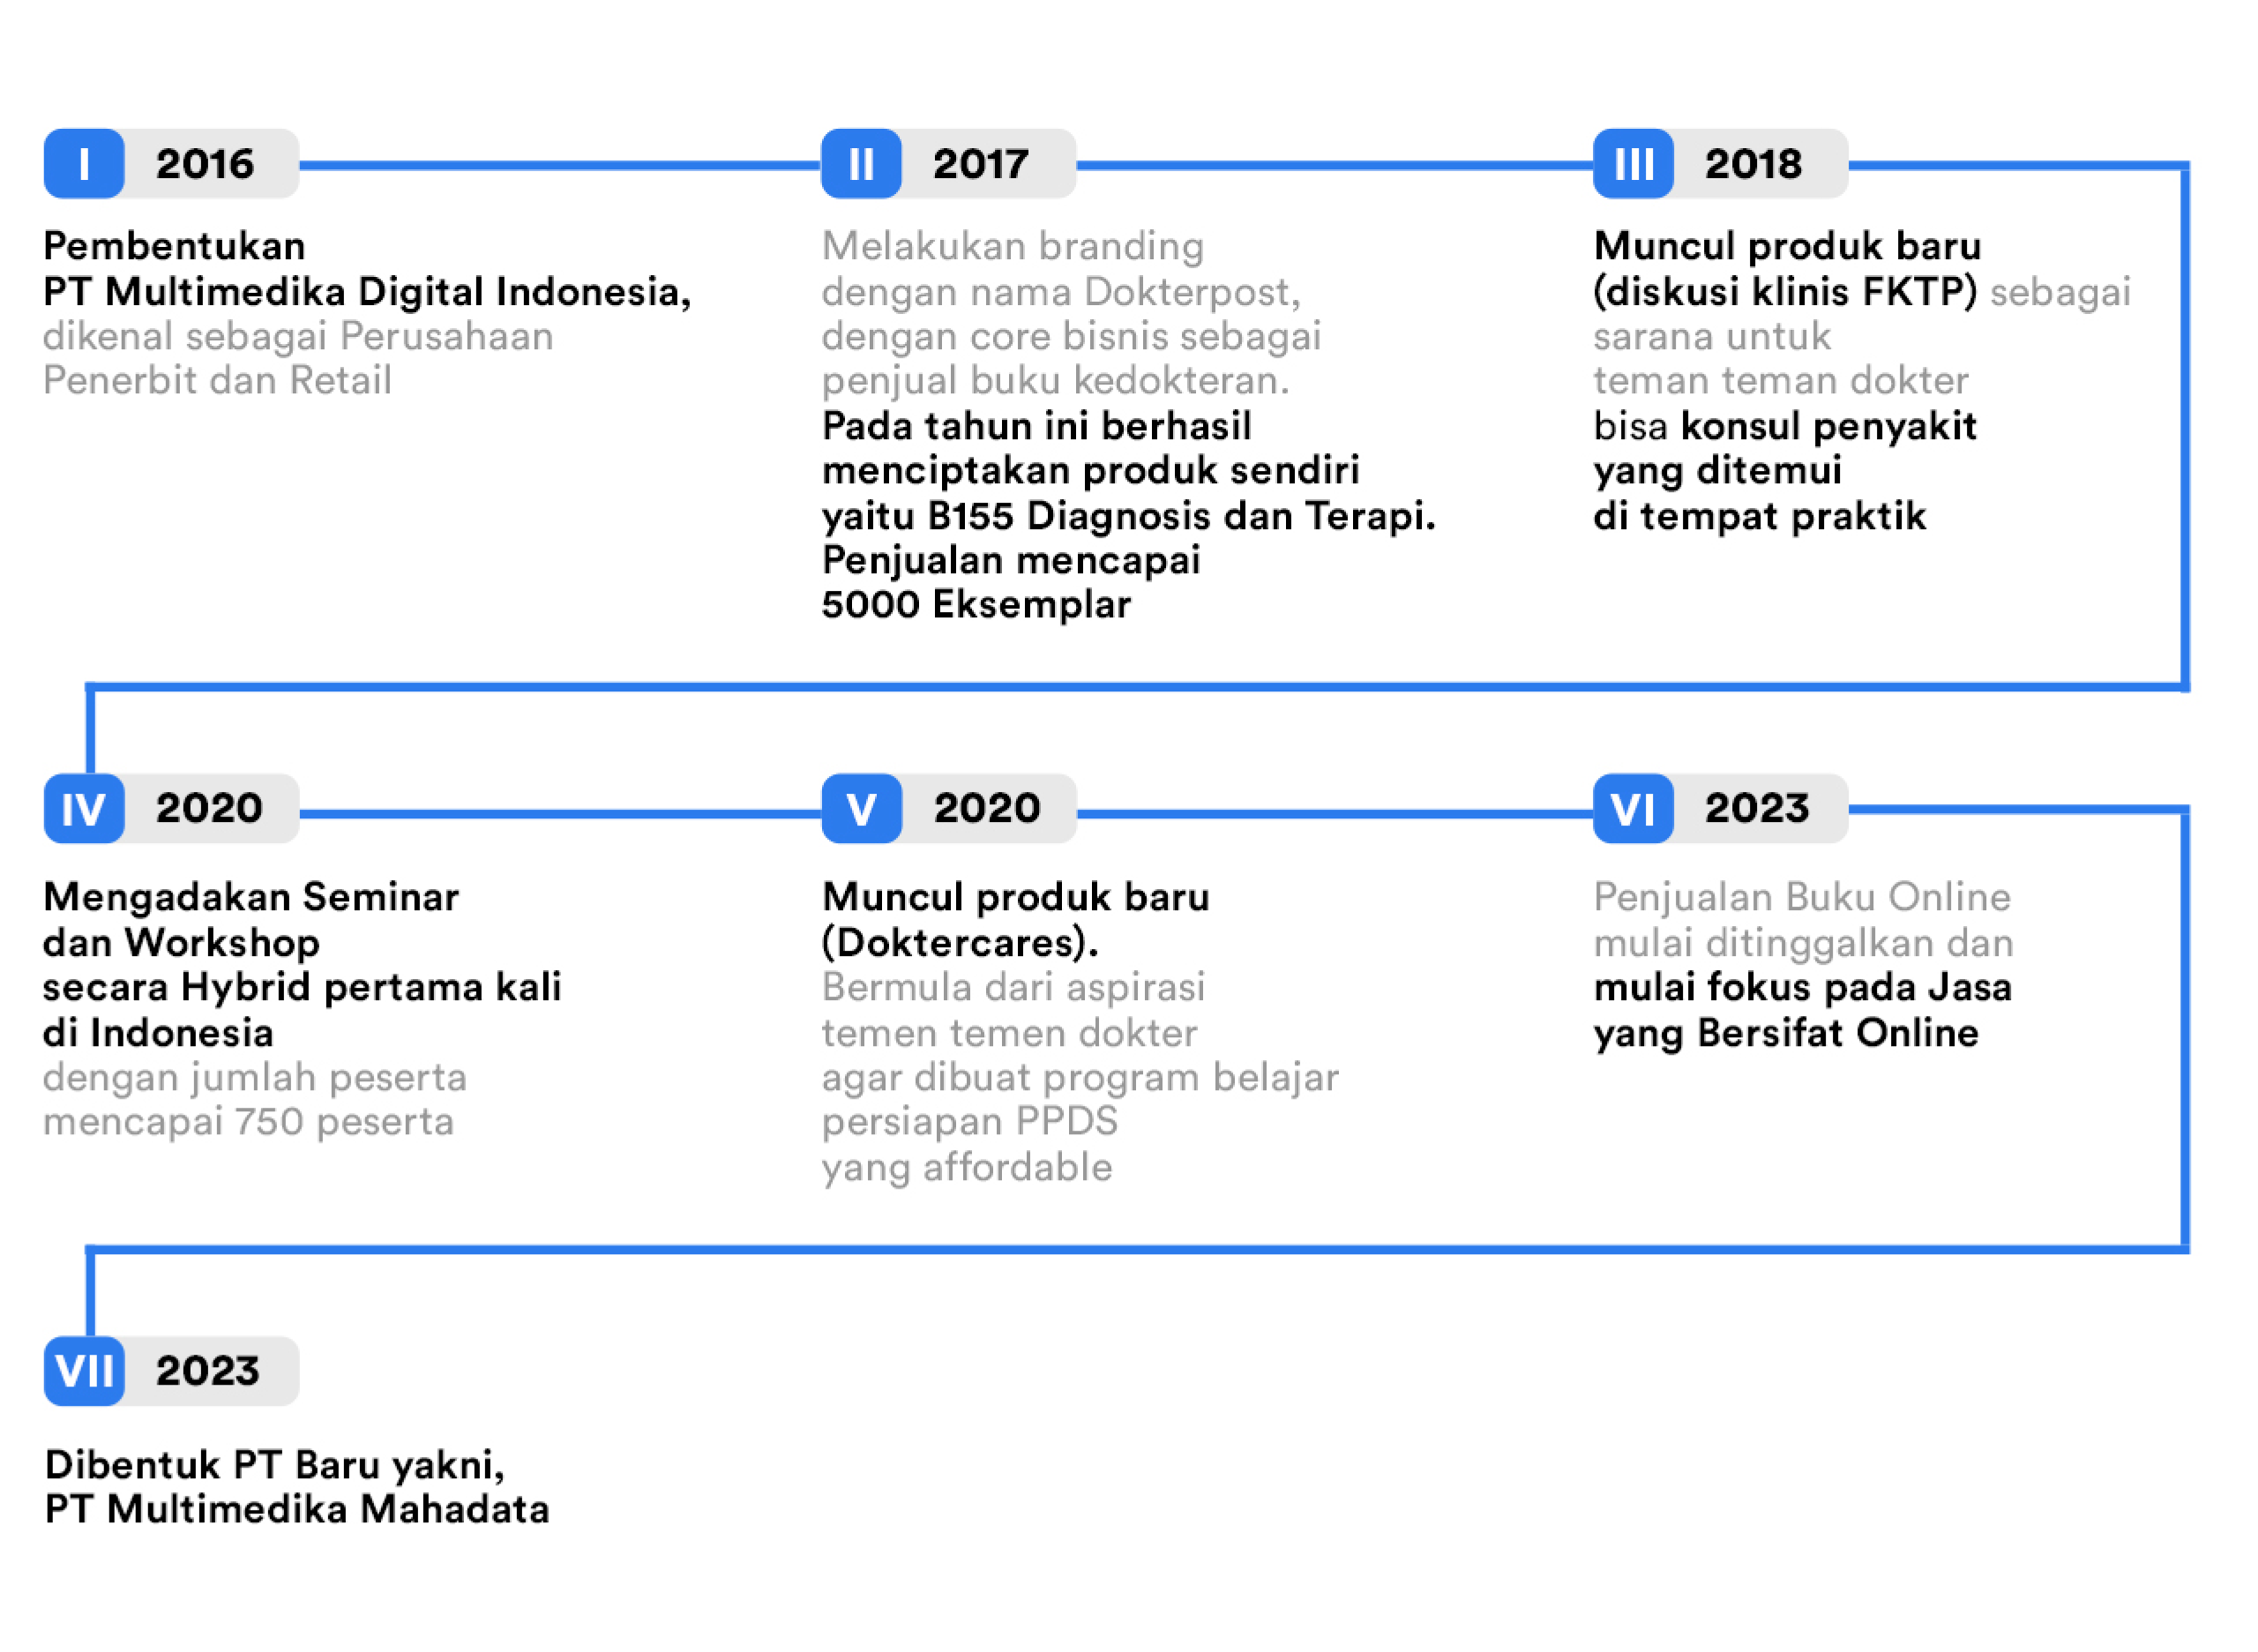 I 2016
Pembentukan
PT Multimedika Digital Indonesia,
dikenal sebagai Perusahaan
Penerbit dan Retail
II 2017
Melakukan branding
dengan nama Dokterpost,
dengan core bisnis sebagai
penjual buku kedokteran.
Pada tahun ini berhasil
menciptakan produk sendiri
yaitu B155 Diagnosis dan Terapi.
Penjualan mencapai
5000 Eksemplar
III 2018
Muncul produk baru
(diskusi klinis FKTP) sebagai
sarana untuk
teman teman dokter
bisa konsul penyakit
yang ditemui
di tempat praktik
IV 2020
Mengadakan Seminar
dan Workshop
secara Hybrid pertama kali
di Indonesia
dengan jumlah peserta
mencapai 750 peserta
V 2020
Muncul produk baru
(Doktercares).
Bermula dari aspirasi
temen temen dokter
agar dibuat program belajar
persiapan PPDS
yang affordable
VI 2023
Penjualan Buku Online
mulai ditinggalkan dan
mulai fokus pada Jasa
yang Bersifat Online
VII 2023
Dibentuk PT Baru yakni,
PT Multimedika Mahadata